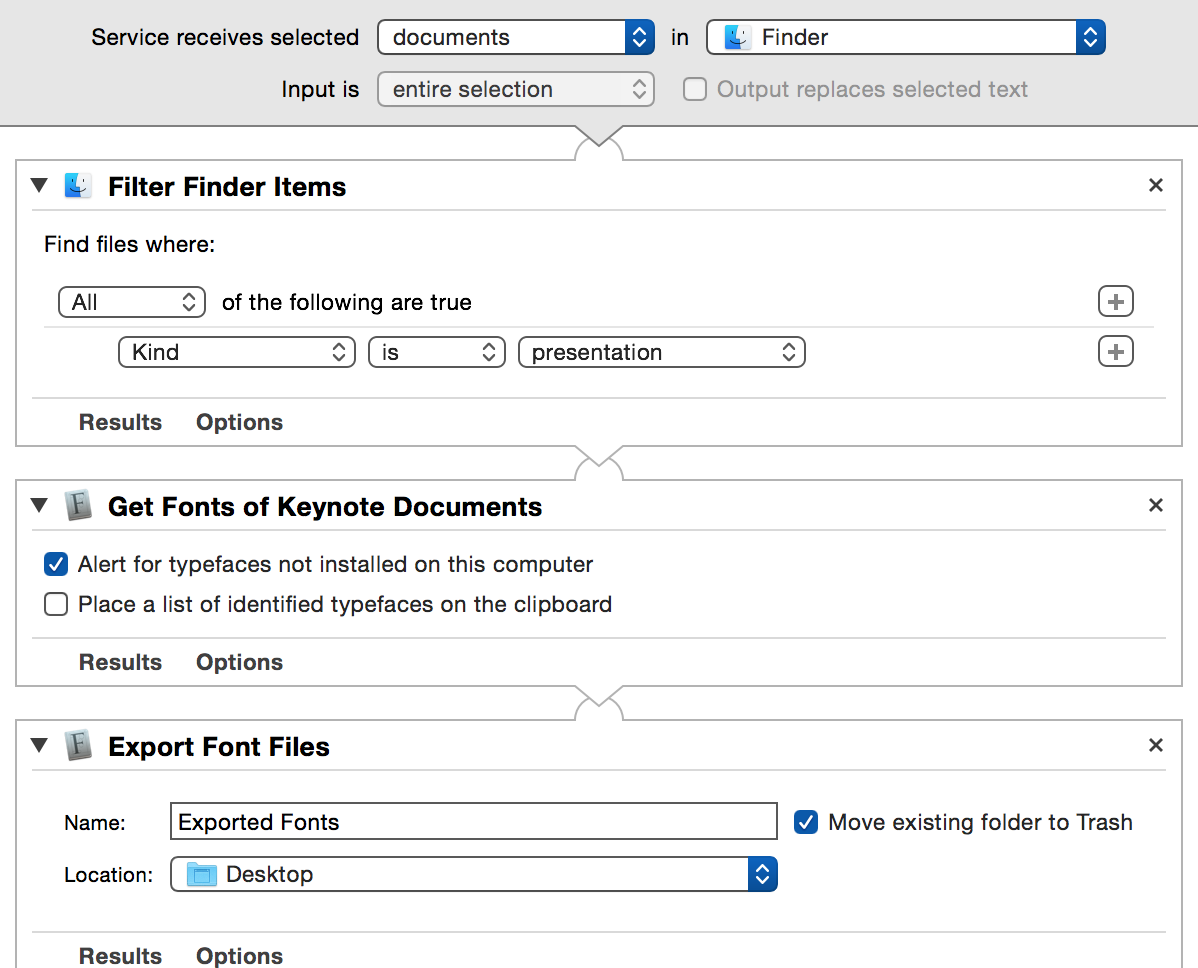 Service receives selected documents in Finder
Input is entire selection Output replaces selected text
Filter Finder Items
Find files where:
All of the following are true
Kind is presentation
Results Options
Get Fonts of Keynote Documents
Alert for typefaces not installed on this computer
Place a list of identified typefaces on the clipboard
Results Options
Export Font Files
Name: Exported Fonts Move existing folder to Trash
Location: Desktop
Results Options